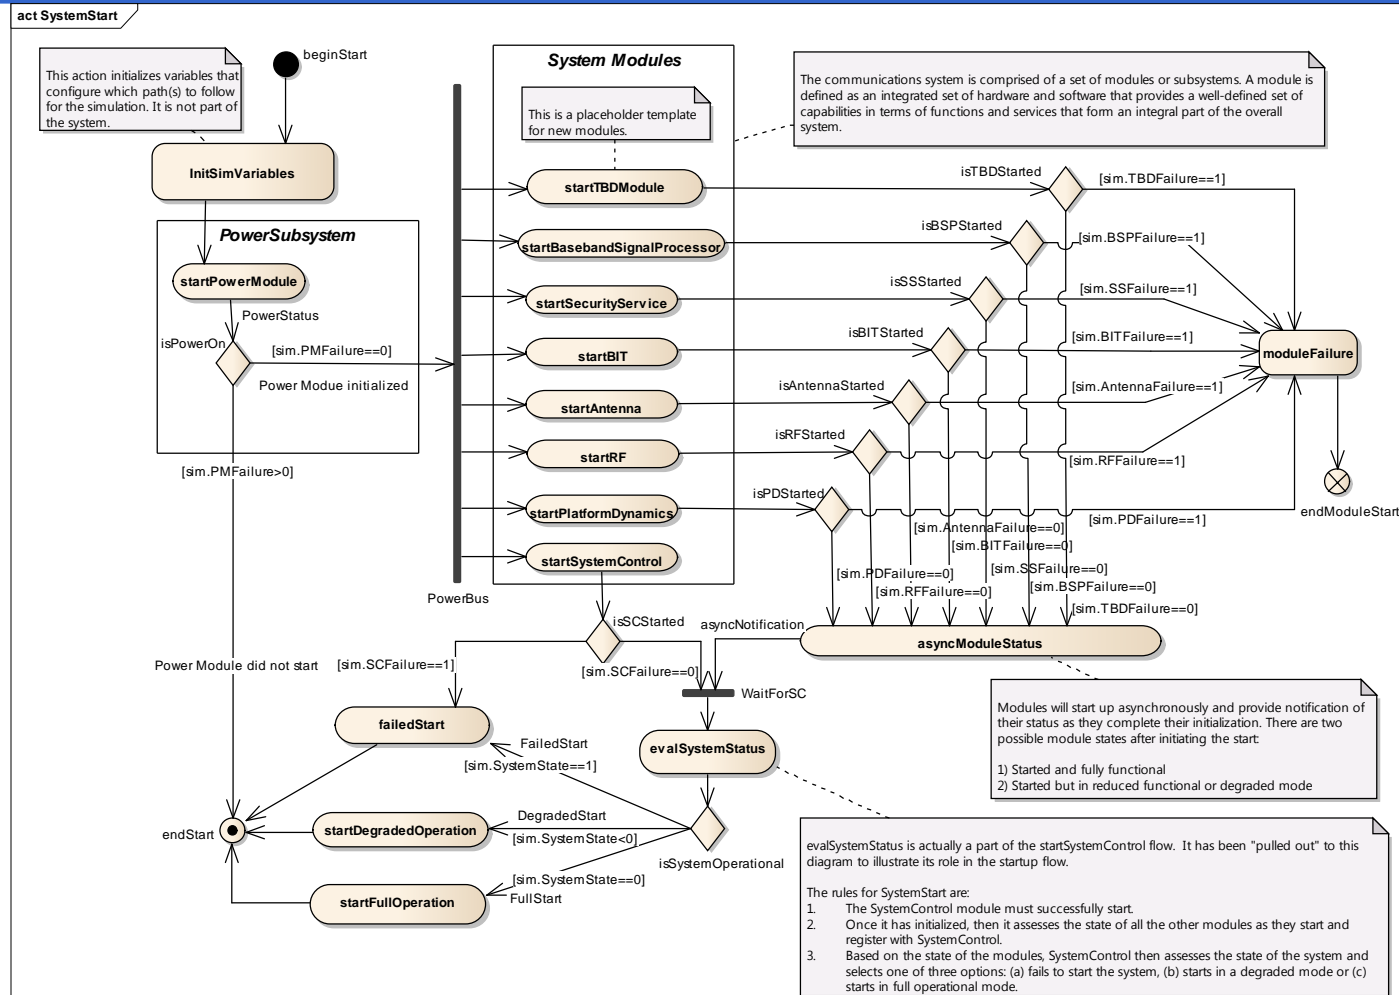 act SystemStart
This action initializes variables that
configure which path(s) to follow
for the simulation. It is not part of
the system.
beginStart
InitSimVariables
PowerSubsystem
startPowerModule
PowerStatus
isPowerOn
[sim.PMFailure==0]
Power Modue initialized
[sim.PMFailure>0]
Power Module did not start
PowerBus
System Modules
This is a placeholder template
for new modules.
startTBDModule
startBasebandSignalProcessor
startSecurityService
startBIT
startAntenna
startRF
startPlatformDynamics
startSystemControl
The communications system is comprised of a set of modules or subsystems. A module is
defined as an integrated set of hardware and software that provides a well-defined set of
capabilities in terms of functions and services that form an integral part of the overall
system.
isTBDStarted
[sim.TBDFailure==1]
isBSPStarted
[sim.BSPFailure==1]
isSSStarted
[sim.SSFailure==1]
isBITStarted
[sim.BITFailure==1]
isAntennaStarted
[sim.AntennaFailure==1]
isRFStarted
[sim.RFFailure==1]
isPDStarted
[sim.PDFailure==1]
moduleFailure
endModuleStart
[sim.AntennaFailure==0]
[sim.BITFailure==0]
[sim.SSFailure==0]
[sim.PDFailure==0]
[sim.BSPFailure==0]
[sim.RFFailure==0]
[sim.TBDFailure==0]
isSCStarted
[sim.SCFailure==1]
[sim.SCFailure==0]
asyncNotification
asyncModuleStatus
WaitForSC
Modules will start up asynchronously and provide notification of
their status as they complete their initialization. There are two
possible module states after initiating the start:
1) Started and fully functional
2) Started but in reduced functional or degraded mode
failedStart
evalSystemStatus
FailedStart
[sim.SystemState==1]
DegradedStart
[sim.SystemState<0]
isSystemOperational
[sim.SystemState==0]
FullStart
endStart
startDegradedOperation
startFullOperation
evalSystemStatus is actually a part of the startSystemControl flow. It has been "pulled out" to this
diagram to illustrate its role in the startup flow.
The rules for SystemStart are:
1. The SystemControl module must successfully start.
2. Once it has initialized, then it assesses the state of all the other modules as they start and
register with SystemControl.
3. Based on the state of the modules, SystemControl then assesses the state of the system and
selects one of three options: (a) fails to start the system, (b) starts in a degraded mode or (c)
starts in full operational mode.